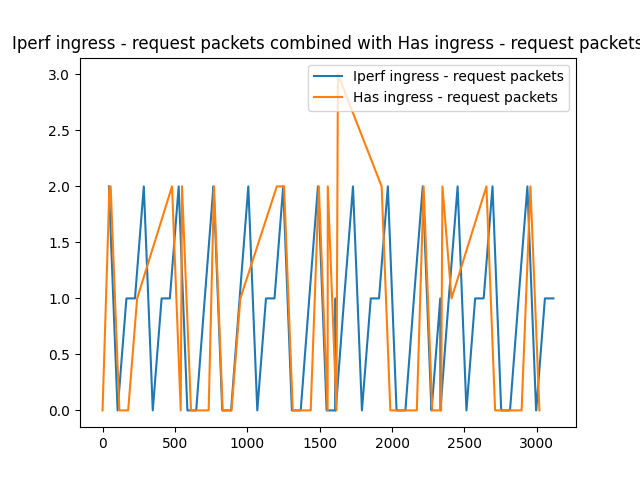 Iperf ingress - request packets combined with Has ingress - request packets
Iperf ingress - request packets
Has ingress - request packets
3.0
2.5
2.0
1.5
1.0
0.5
0.0
0 500 1000 1500 2000 2500 3000